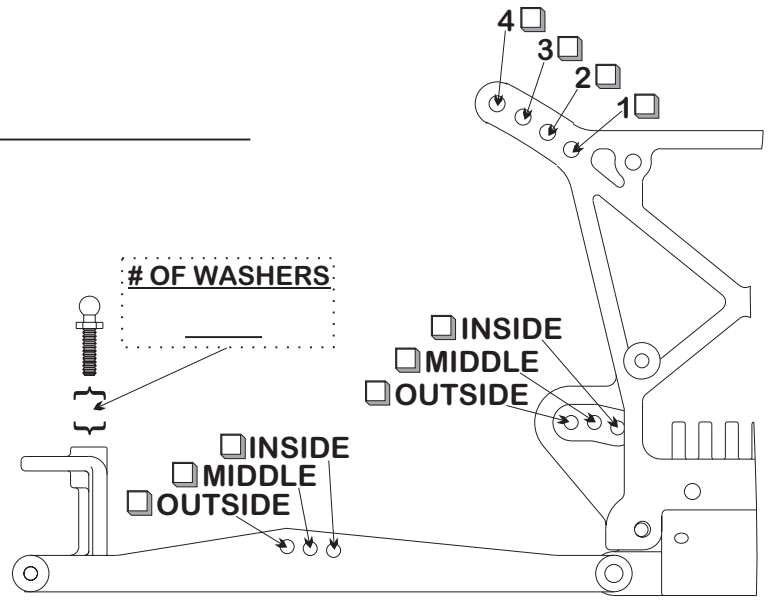 4
3
2
1
# OF WASHERS
INSIDE
MIDDLE
OUTSIDE
INSIDE
MIDDLE
OUTSIDE